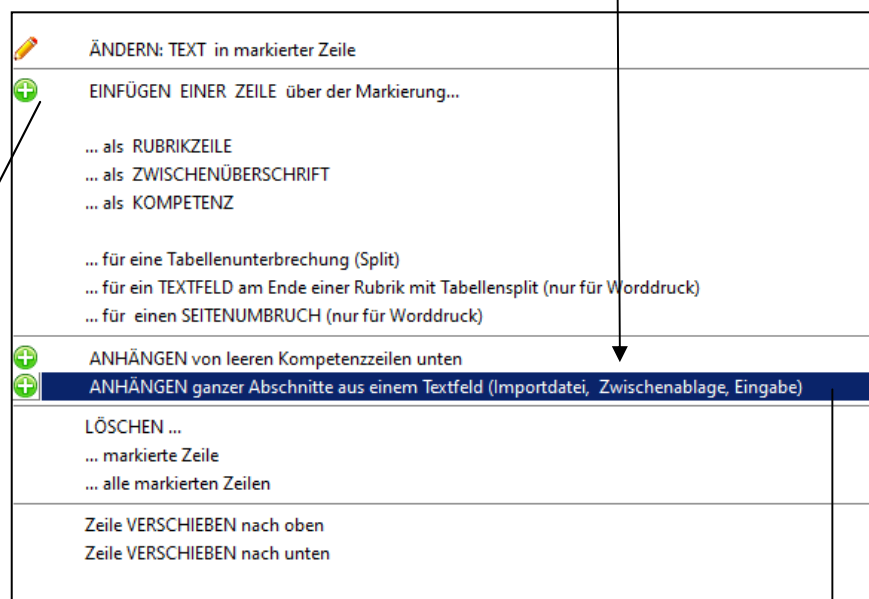 ÄNDERN: TEXT in markierter Zeile
EINFÜGEN EINER ZEILE über der Markierung...
... als RUBRIKZEILE
... als ZWISCHENÜBERSCHRIFT
... als KOMPETENZ
... für eine Tabellenunterbrechung (Split)
... für ein TEXTFELD am Ende einer Rubrik mit Tabellensplit (nur für Worddruck)
... für einen SEITENUMBRUCH (nur für Worddruck)
ANHÄNGEN von leeren Kompetenzzeilen unten
ANHÄNGEN ganzer Abschnitte aus einem Textfeld (Importdatei, Zwischenablage, Eingabe)
LÖSCHEN ...
... markierte Zeile
... alle markierten Zeilen
Zeile VERSCHIEBEN nach oben
Zeile VERSCHIEBEN nach unten